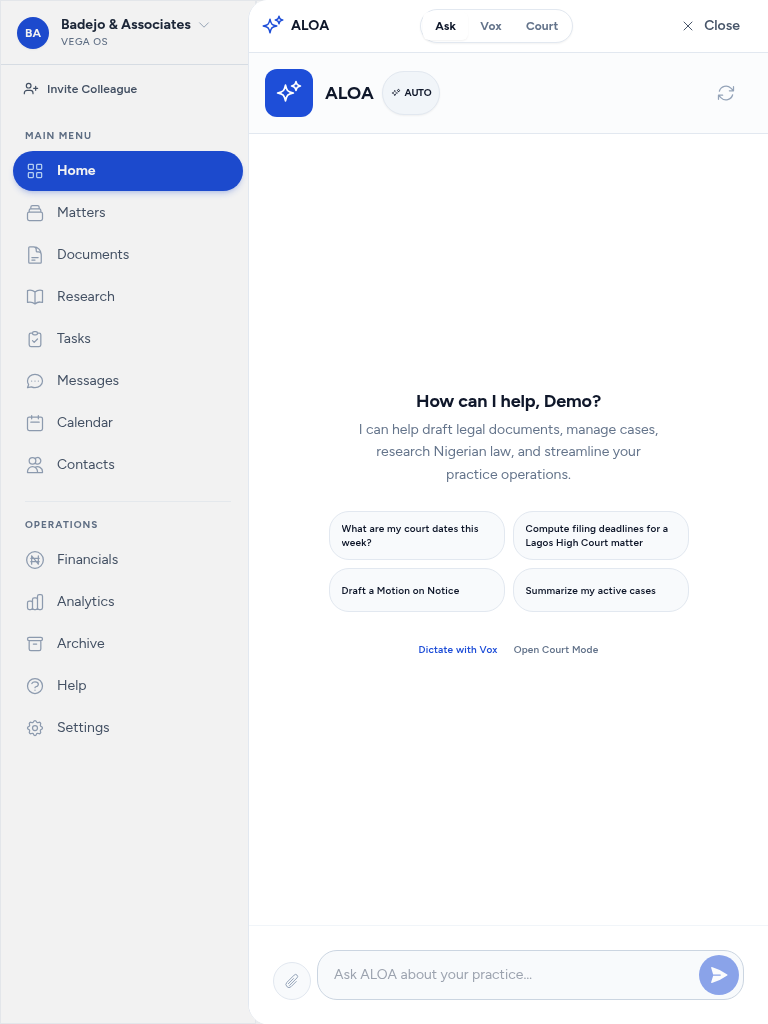 BA
Badejo & Associates
VEGA OS
Invite Colleague
MAIN MENU
Home
Matters
Documents
Research
Tasks
Messages
Calendar
Contacts
OPERATIONS
Financials
Analytics
Archive
Help
Settings
ALOA
Ask
Vox
Court
Close
ALOA
AUTO
How can I help, Demo?
I can help draft legal documents, manage cases,
research Nigerian law, and streamline your
practice operations.
What are my court dates this
week?
Compute filing deadlines for a
Lagos High Court matter
Draft a Motion on Notice
Summarize my active cases
Dictate with Vox
Open Court Mode
Ask ALOA about your practice...